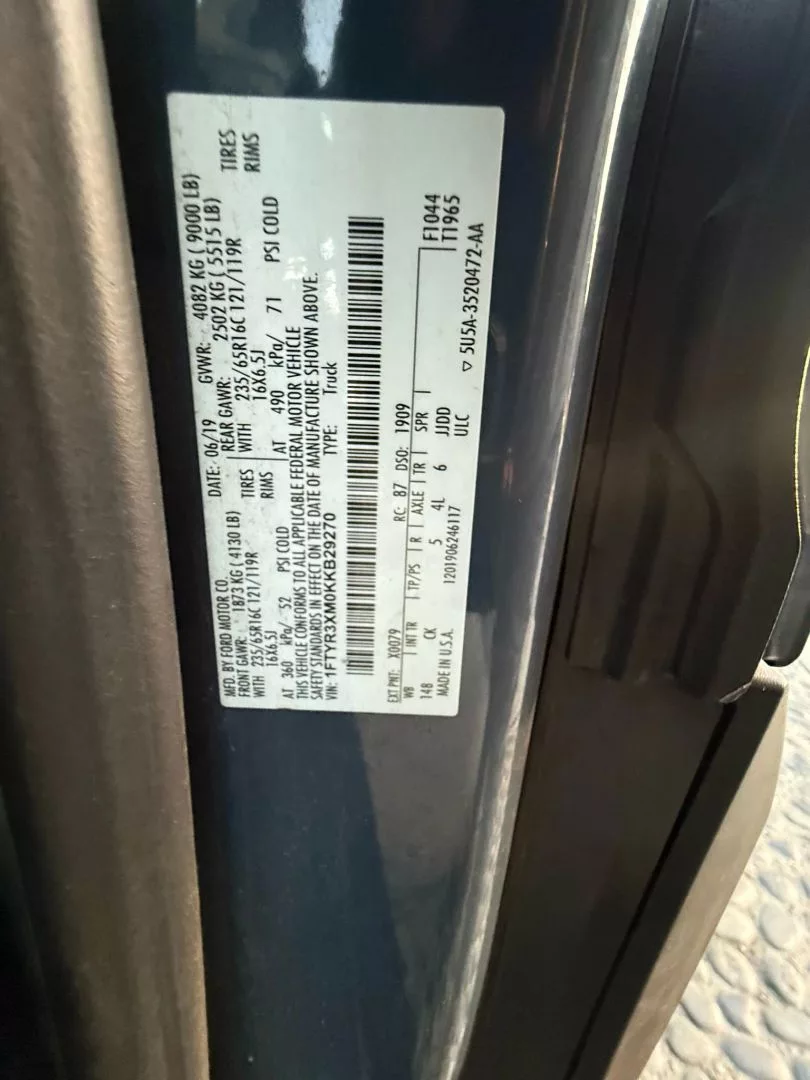 MFD. BY FORD MOTOR CO. DATE: 06/19 GVWR: 4082 KG ( 9000 LB)
FRONT GAWR: 1873 KG ( 4130 LB) REAR GAWR: 2502 KG ( 5515 LB)
WITH 235/65R16C 121/119R TIRES WITH 235/65R16C 121/119R TIRES
16X6.5J RIMS 16X6.5J RIMS
AT 360 kPa/ 52 PSI COLD AT 490 kPa/ 71 PSI COLD
THIS VEHICLE CONFORMS TO ALL APPLICABLE FEDERAL MOTOR VEHICLE
SAFETY STANDARDS IN EFFECT ON THE DATE OF MANUFACTURE SHOWN ABOVE.
VIN: 1FTYR3XM0KKB29270 TYPE: Truck
EXT PNT: X0079 RC: 87 DSO: 1909
WB INT TR TP/PS R AXLE TR SPR F1044
148 CK 5 4L 6 JJDD T1965
MADE IN U.S.A. 1201906246117 ULC
▽ 5U5A-3520472-AA